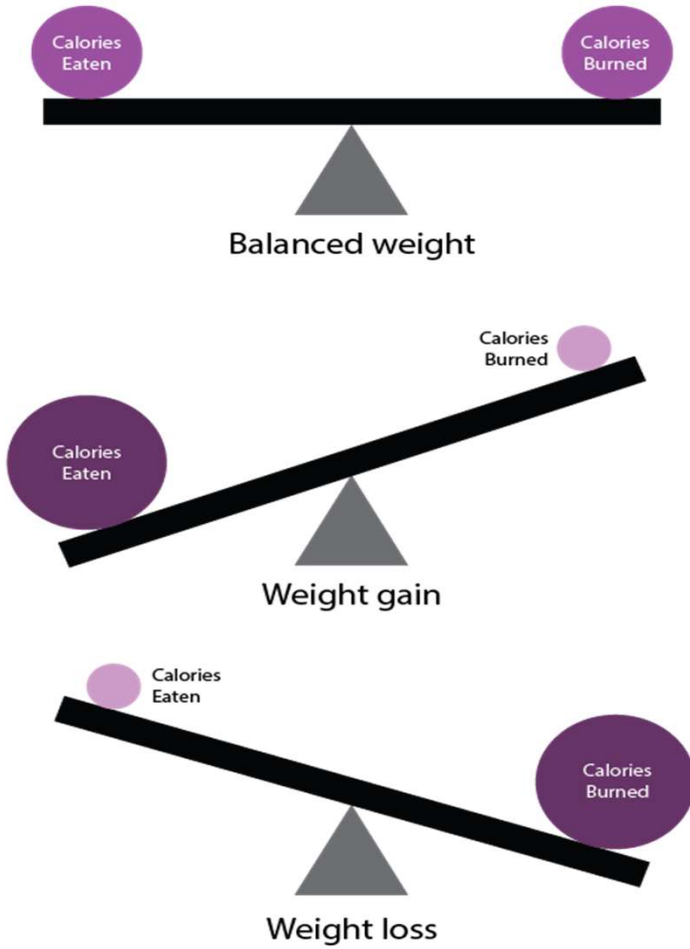 Calories
Eaten
Calories
Burned
Balanced weight
Calories
Burned
Calories
Eaten
Weight gain
Calories
Eaten
Calories
Burned
Weight loss